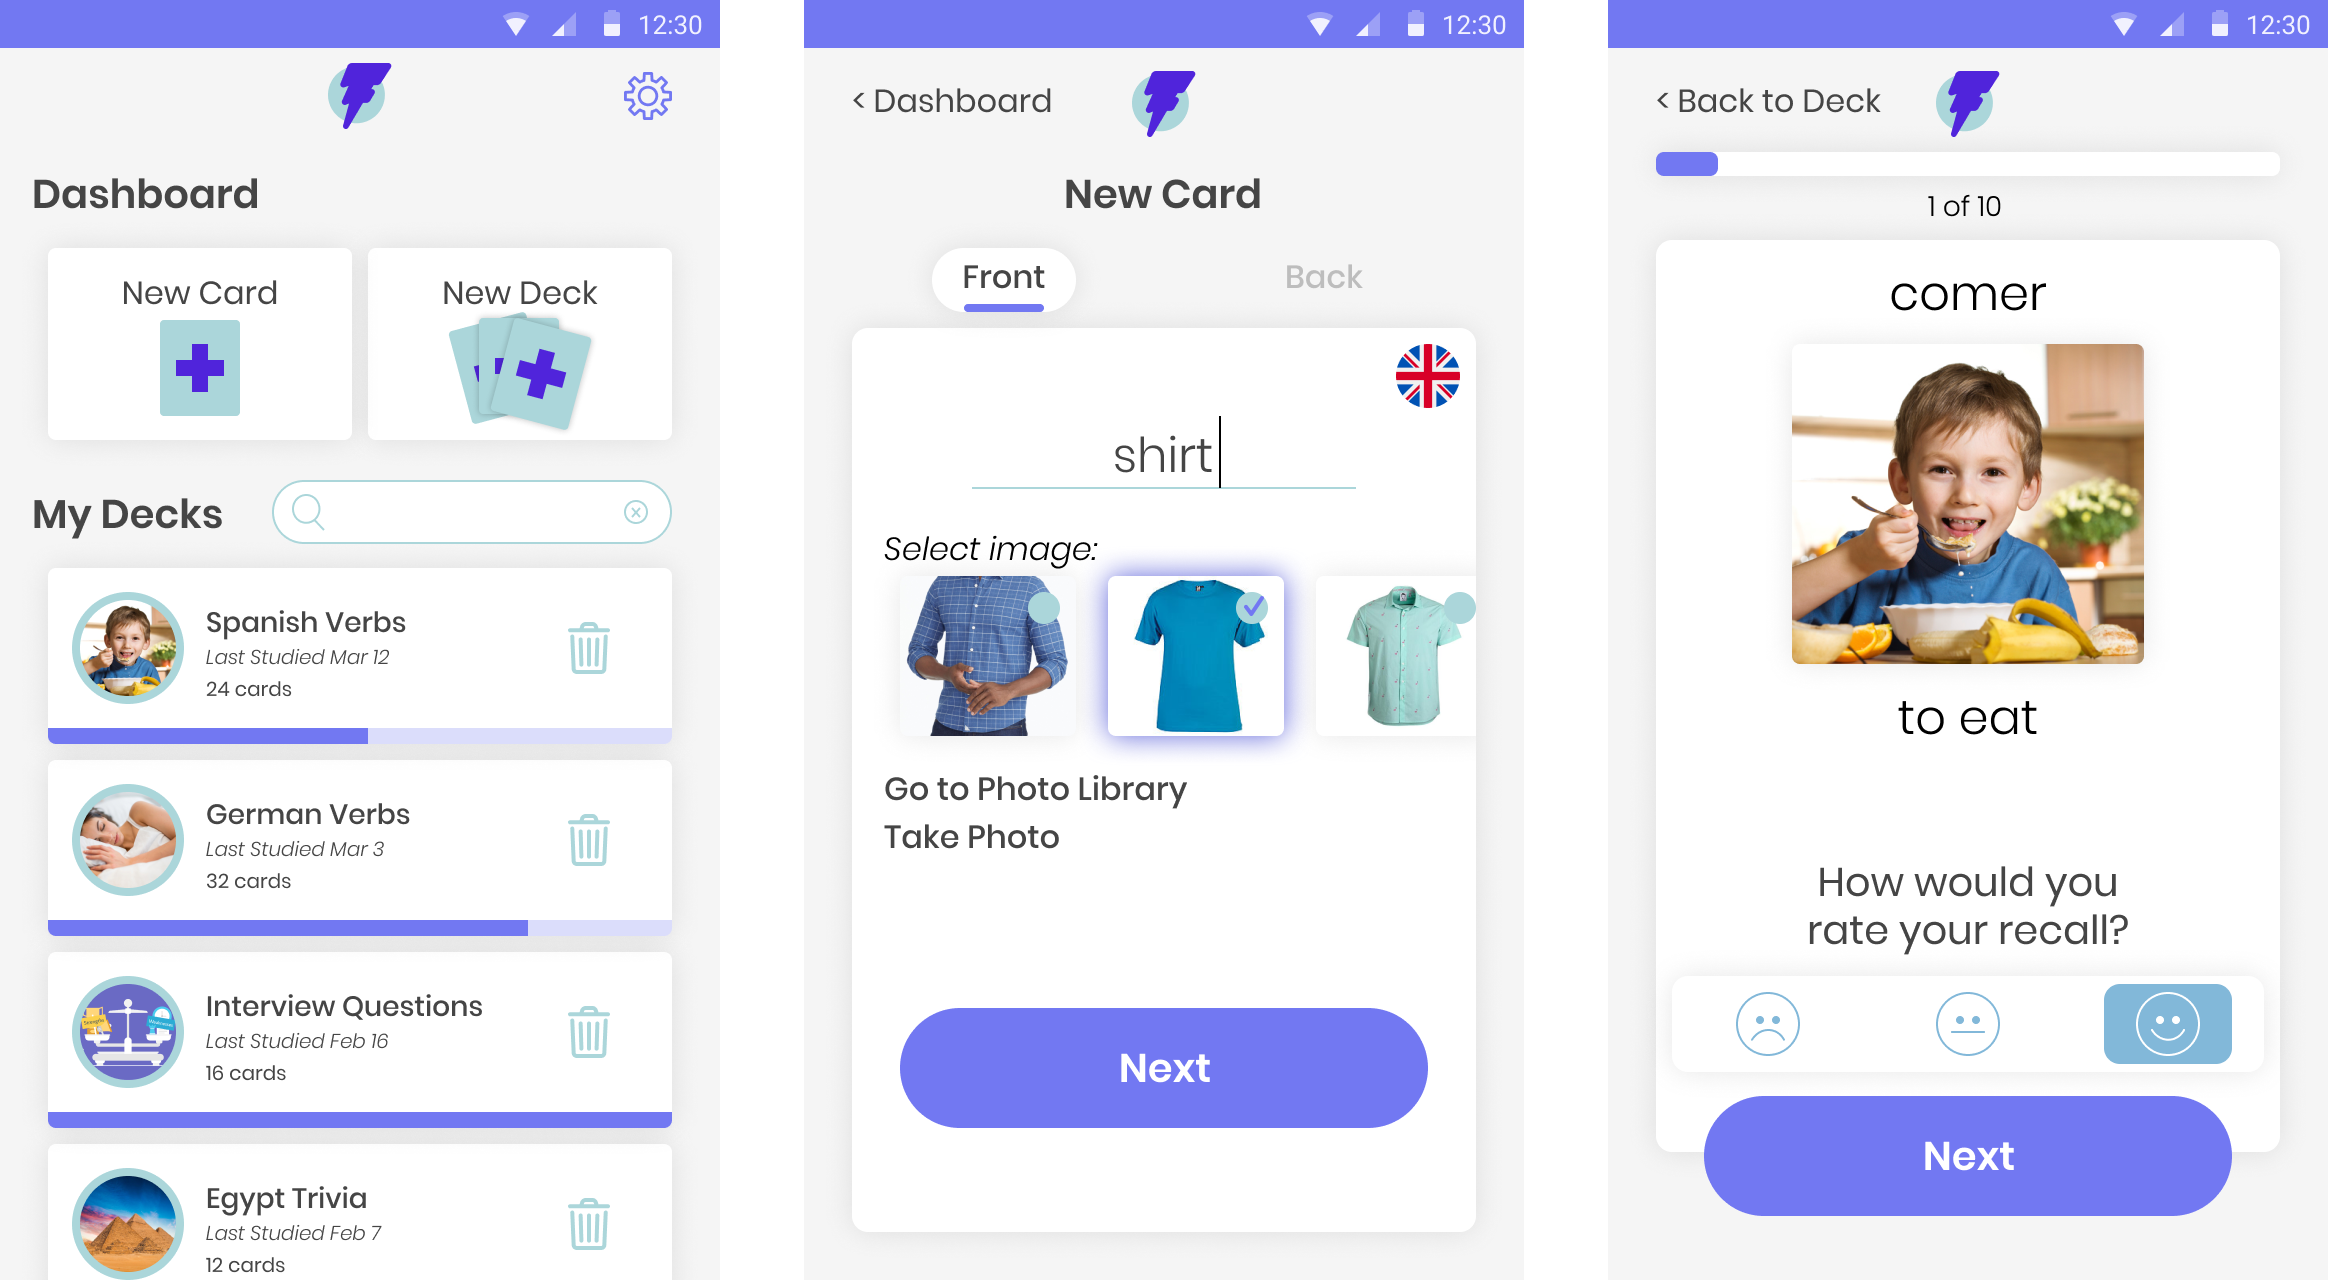 12:30
Dashboard
New Card
New Deck
My Decks
Spanish Verbs
Last Studied Mar 12
24 cards
German Verbs
Last Studied Mar 3
32 cards
Interview Questions
Last Studied Feb 16
16 cards
Egypt Trivia
Last Studied Feb 7
12 cards
12:30
< Dashboard
New Card
Front
Back
shirt
Select image:
Go to Photo Library
Take Photo
Next
12:30
< Back to Deck
1 of 10
comer
to eat
How would you
rate your recall?
Next